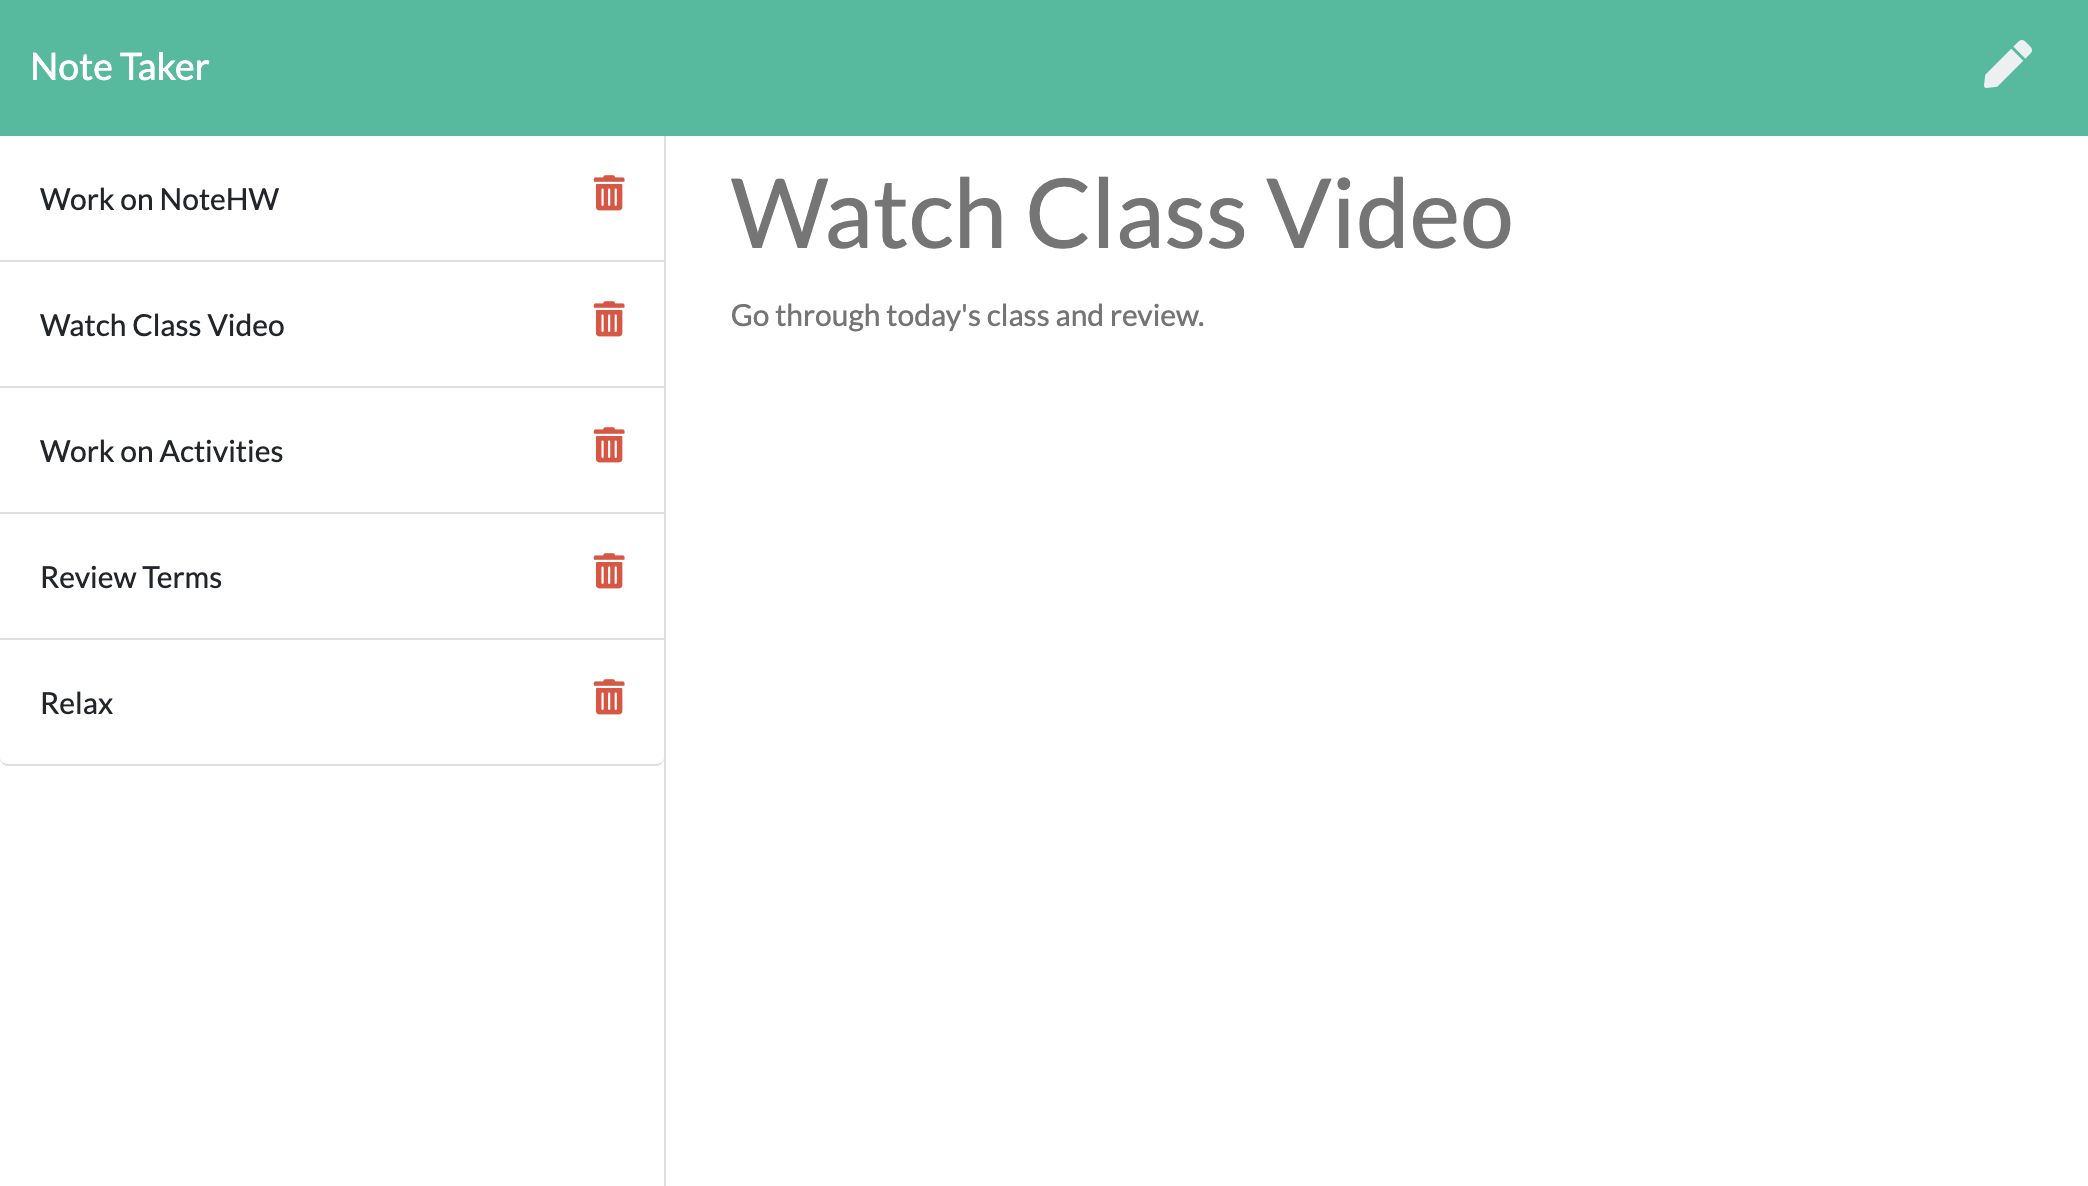 Note Taker
Work on NoteHW
Watch Class Video
Work on Activities
Review Terms
Relax
Watch Class Video
Go through today's class and review.